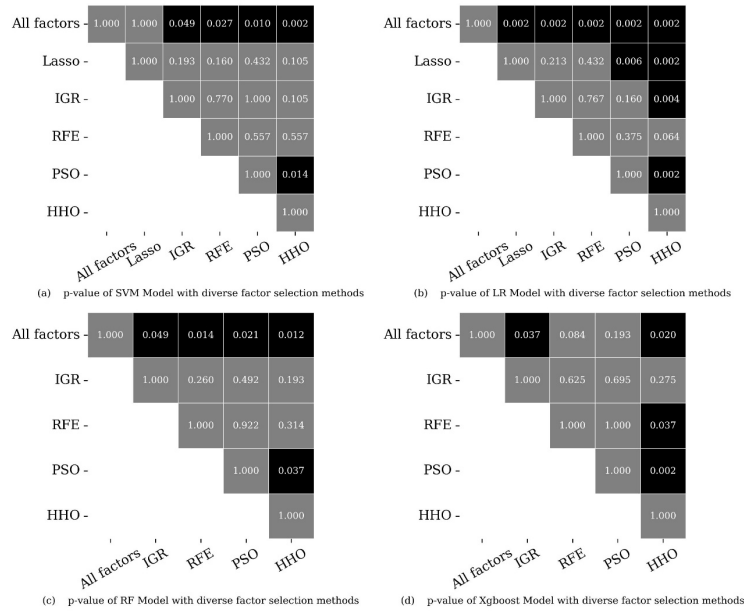 All factors 1.000 1.000 0.049 0.027 0.010 0.002
Lasso 1.000 0.193 0.160 0.432 0.105
IGR 1.000 0.770 1.000 0.105
RFE 1.000 0.557 0.557
PSO 1.000 0.014
HHO 1.000
All factors Lasso IGR RFE PSO HHO
(a) p-value of SVM Model with diverse factor selection methods
All factors 1.000 0.002 0.002 0.002 0.002 0.002
Lasso 1.000 0.213 0.432 0.006 0.002
IGR 1.000 0.767 0.160 0.004
RFE 1.000 0.375 0.064
PSO 1.000 0.002
HHO 1.000
All factors Lasso IGR RFE PSO HHO
(b) p-value of LR Model with diverse factor selection methods
All factors 1.000 0.049 0.014 0.021 0.012
IGR 1.000 0.260 0.492 0.193
RFE 1.000 0.922 0.314
PSO 1.000 0.037
HHO 1.000
All factors IGR RFE PSO HHO
(c) p-value of RF Model with diverse factor selection methods
All factors 1.000 0.037 0.084 0.193 0.020
IGR 1.000 0.625 0.695 0.275
RFE 1.000 1.000 0.037
PSO 1.000 0.002
HHO 1.000
All factors IGR RFE PSO HHO
(d) p-value of Xgboost Model with diverse factor selection methods